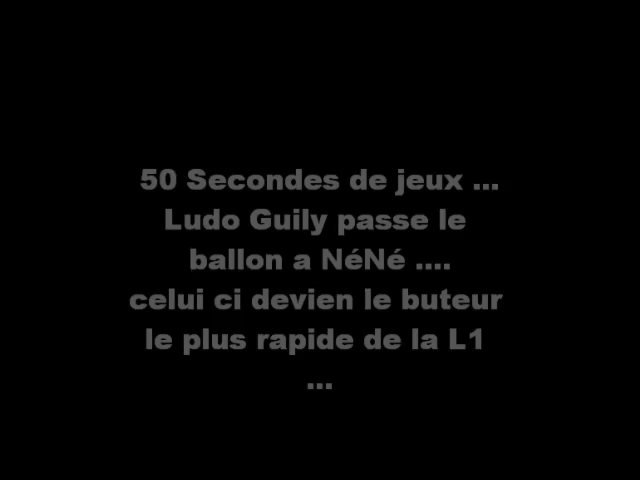 50 Secondes de jeux ...
Ludo Guily passe le
ballon a NéNé ....
celui ci devien le buteur
le plus rapide de la L1
...